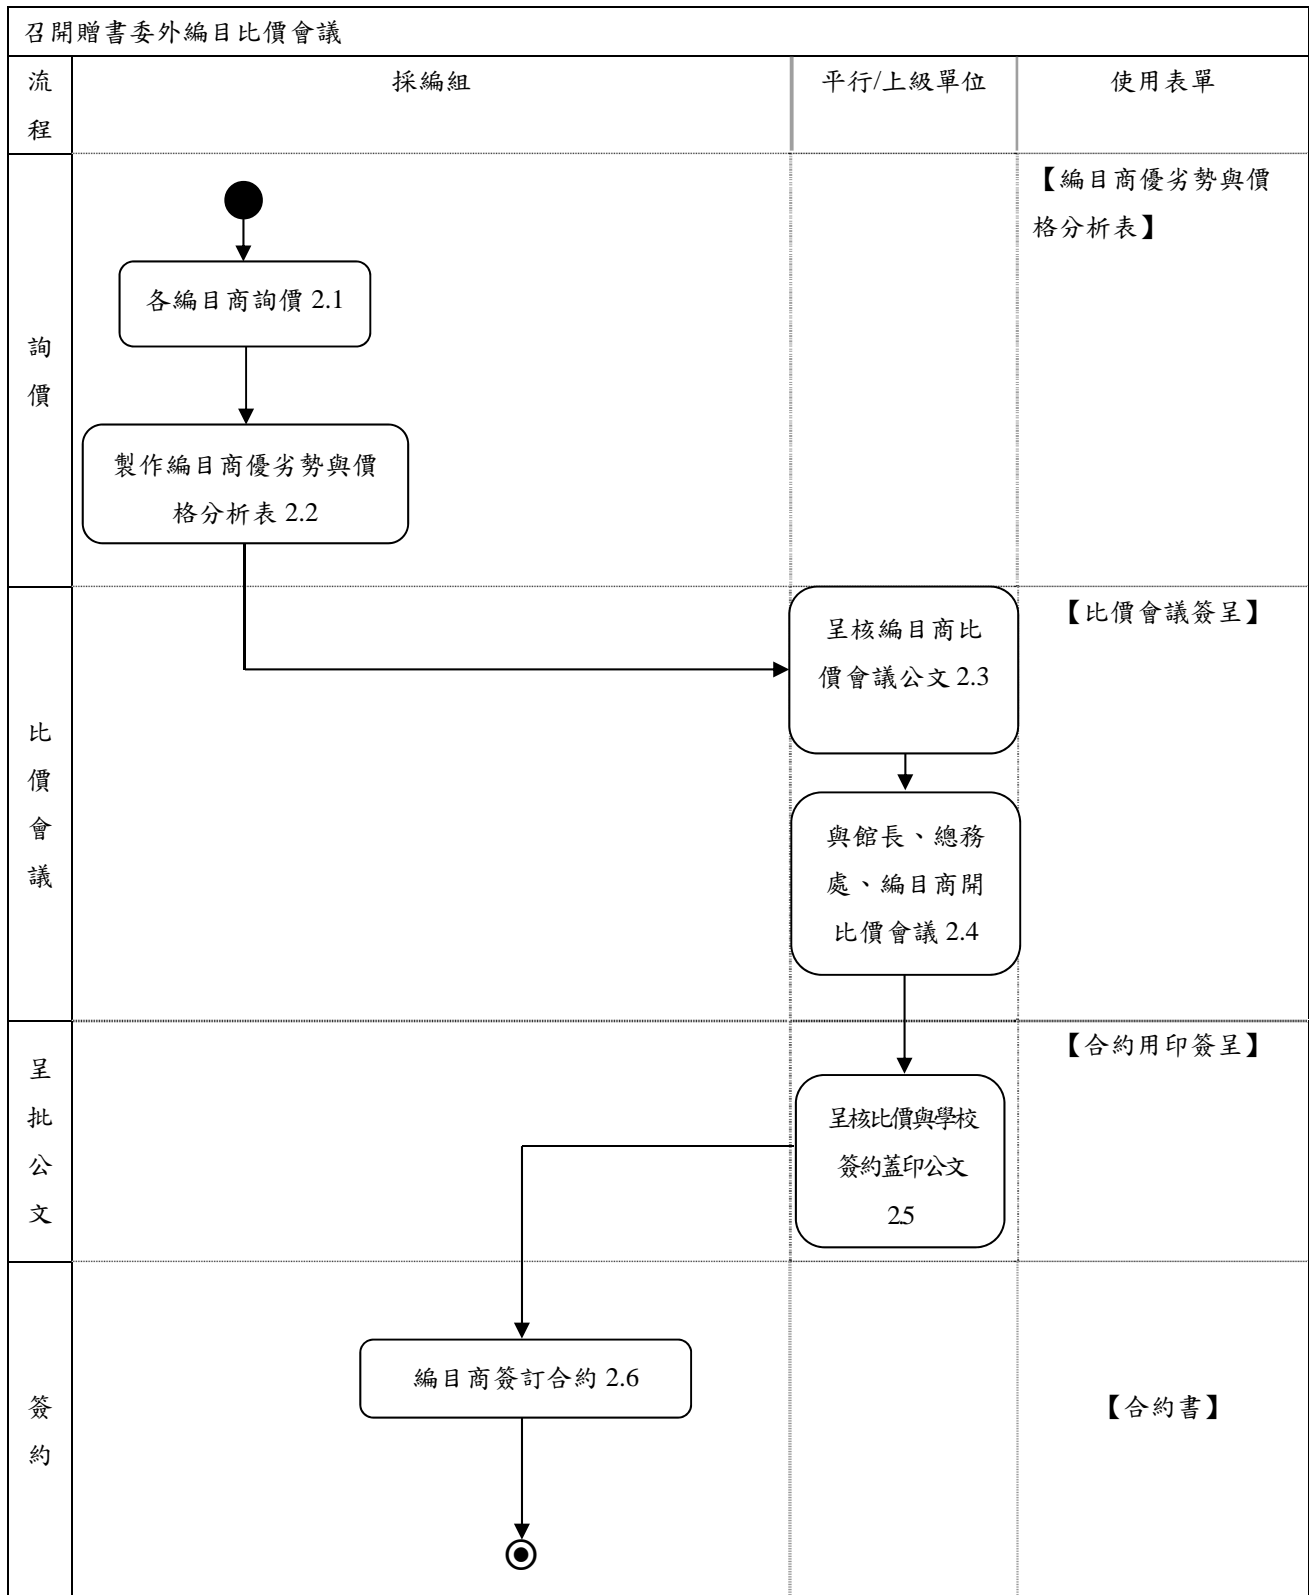 召開贈書委外編目比價會議
流
程
採編組
平行/上級單位
使用表單
詢
價
各編目商詢價 2.1
製作編目商優劣勢與價
格分析表 2.2
【編目商優劣勢與價
格分析表】
比
價
會
議
呈核編目商比
價會議公文 2.3
與館長、總務
處、編目商開
比價會議 2.4
【比價會議簽呈】
呈
批
公
文
呈核比價與學校
簽約蓋印公文
2.5
【合約用印簽呈】
簽
約
編目商簽訂合約 2.6
【合約書】